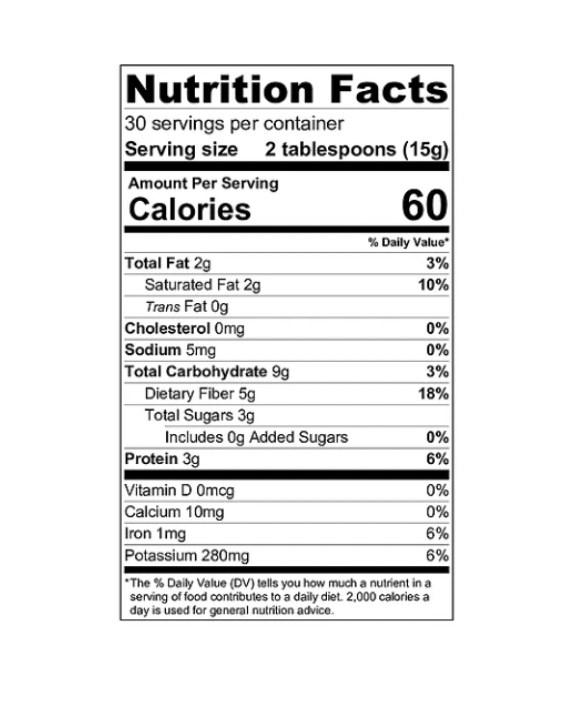 Nutrition Facts
30 servings per container
Serving size 2 tablespoons (15g)
Amount Per Serving
Calories 60
% Daily Value*
Total Fat 2g 3%
Saturated Fat 2g 10%
Trans Fat 0g
Cholesterol 0mg 0%
Sodium 5mg 0%
Total Carbohydrate 9g 3%
Dietary Fiber 5g 18%
Total Sugars 3g
Includes 0g Added Sugars 0%
Protein 3g 6%
Vitamin D 0mcg 0%
Calcium 10mg 0%
Iron 1mg 6%
Potassium 280mg 6%
*The % Daily Value (DV) tells you how much a nutrient in a
serving of food contributes to a daily diet. 2,000 calories a
day is used for general nutrition advice.